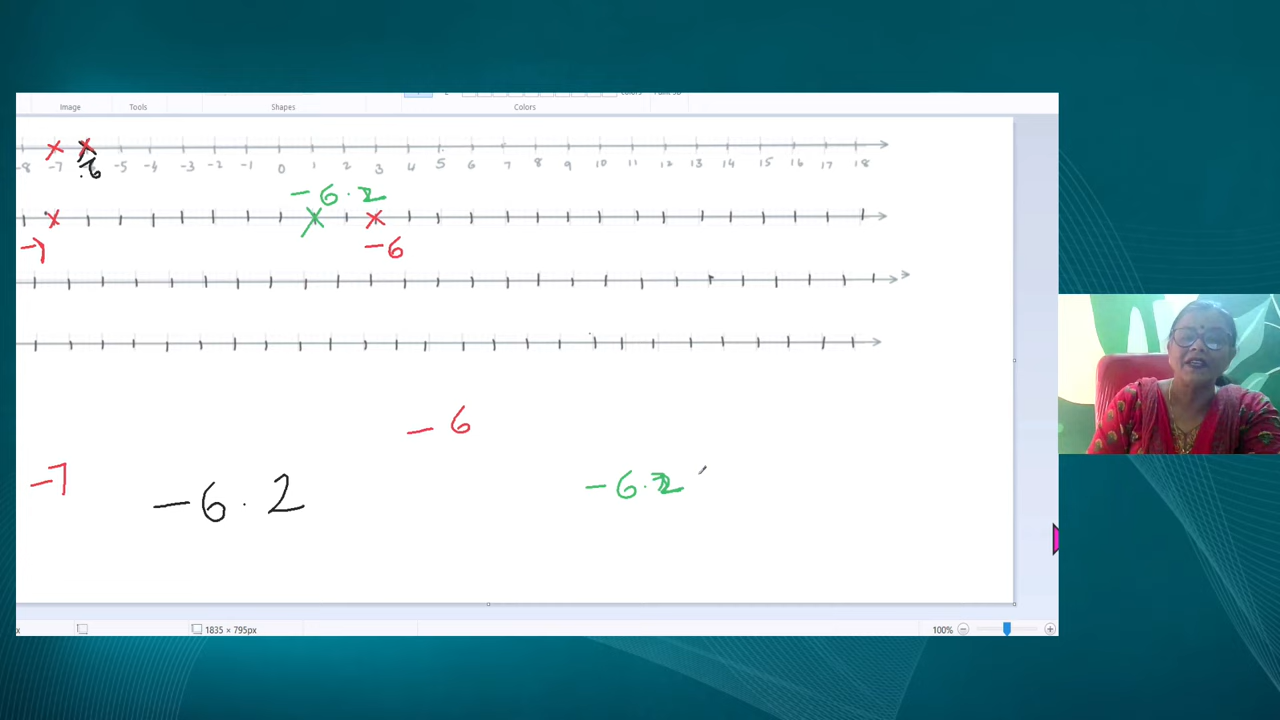 Image Tools Shapes Colors
-8 -7 -5 -4 -3 -2 -1 0 1 2 3 4 5 6 7 8 9 10 11 12 13 14 15 16 17 18
-6.2
-7 -6
-6
-7 -6.2 -6.2
1835 × 795px 100%